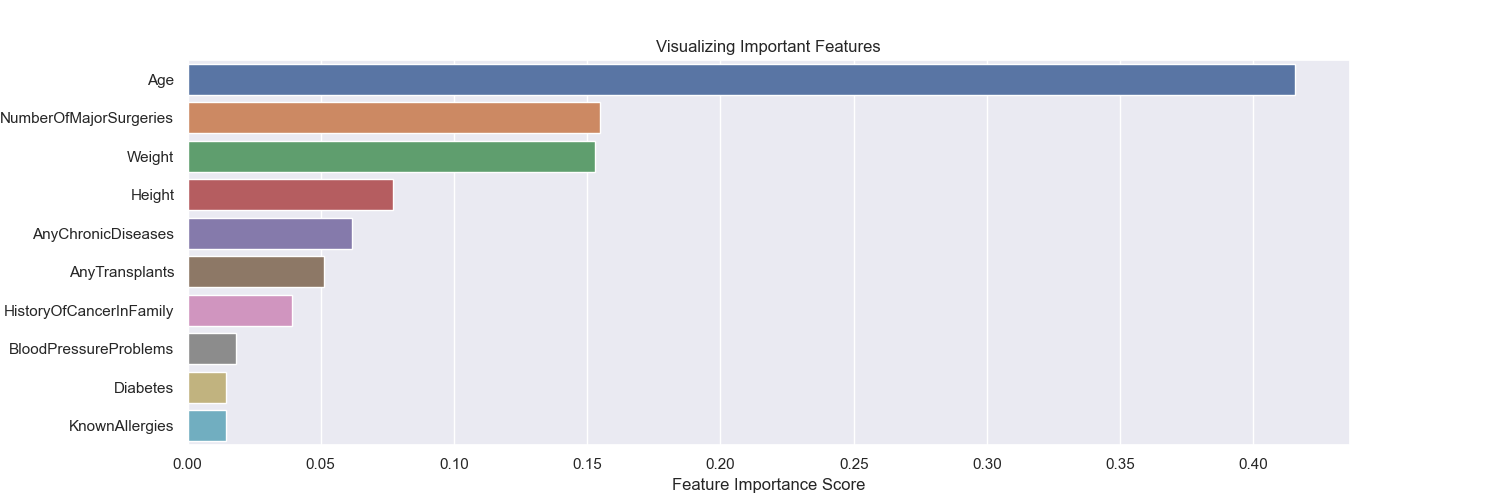 Visualizing Important Features
Age
NumberOfMajorSurgeries
Weight
Height
AnyChronicDiseases
AnyTransplants
HistoryOfCancerInFamily
BloodPressureProblems
Diabetes
KnownAllergies
0.00 0.05 0.10 0.15 0.20 0.25 0.30 0.35 0.40
Feature Importance Score